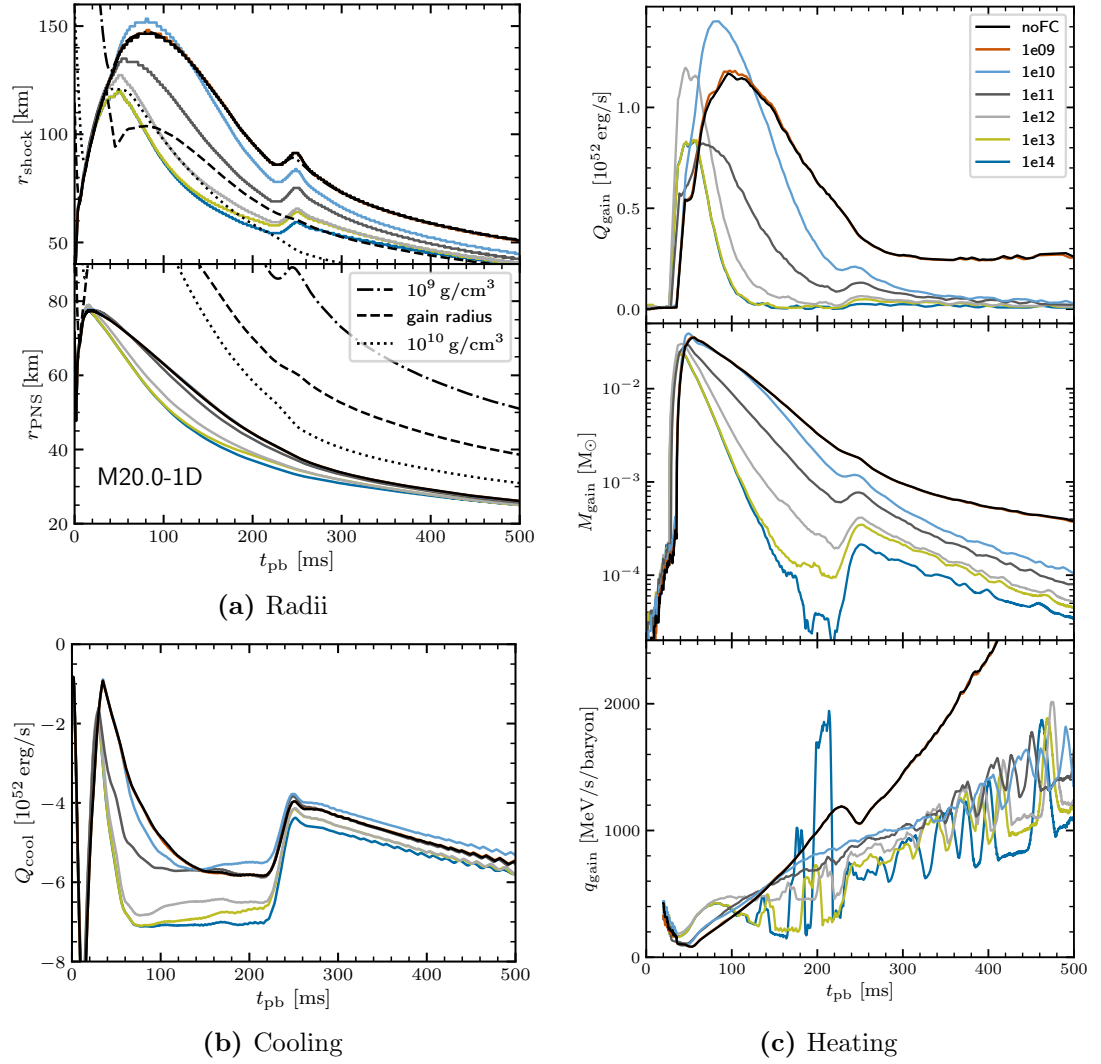 130
100
50
r_shock [km]
80
60
40
20
r_PNS [km]
10^9 g/cm^3
gain radius
10^10 g/cm^3
M20.0-1D
0 100 200 300 400 500
t_pb [ms]
(a) Radii
0
−2
−4
−6
−8
Q_cool [10^52 erg/s]
0 100 200 300 400 500
t_pb [ms]
(b) Cooling
noFC
1e09
1e10
1e11
1e12
1e13
1e14
1.0
0.5
0.0
Q_gain [10^52 erg/s]
10^−2
10^−3
10^−4
M_gain [M_⊙]
2000
1000
0
q_gain [MeV/s/baryon]
0 100 200 300 400 500
t_pb [ms]
(c) Heating